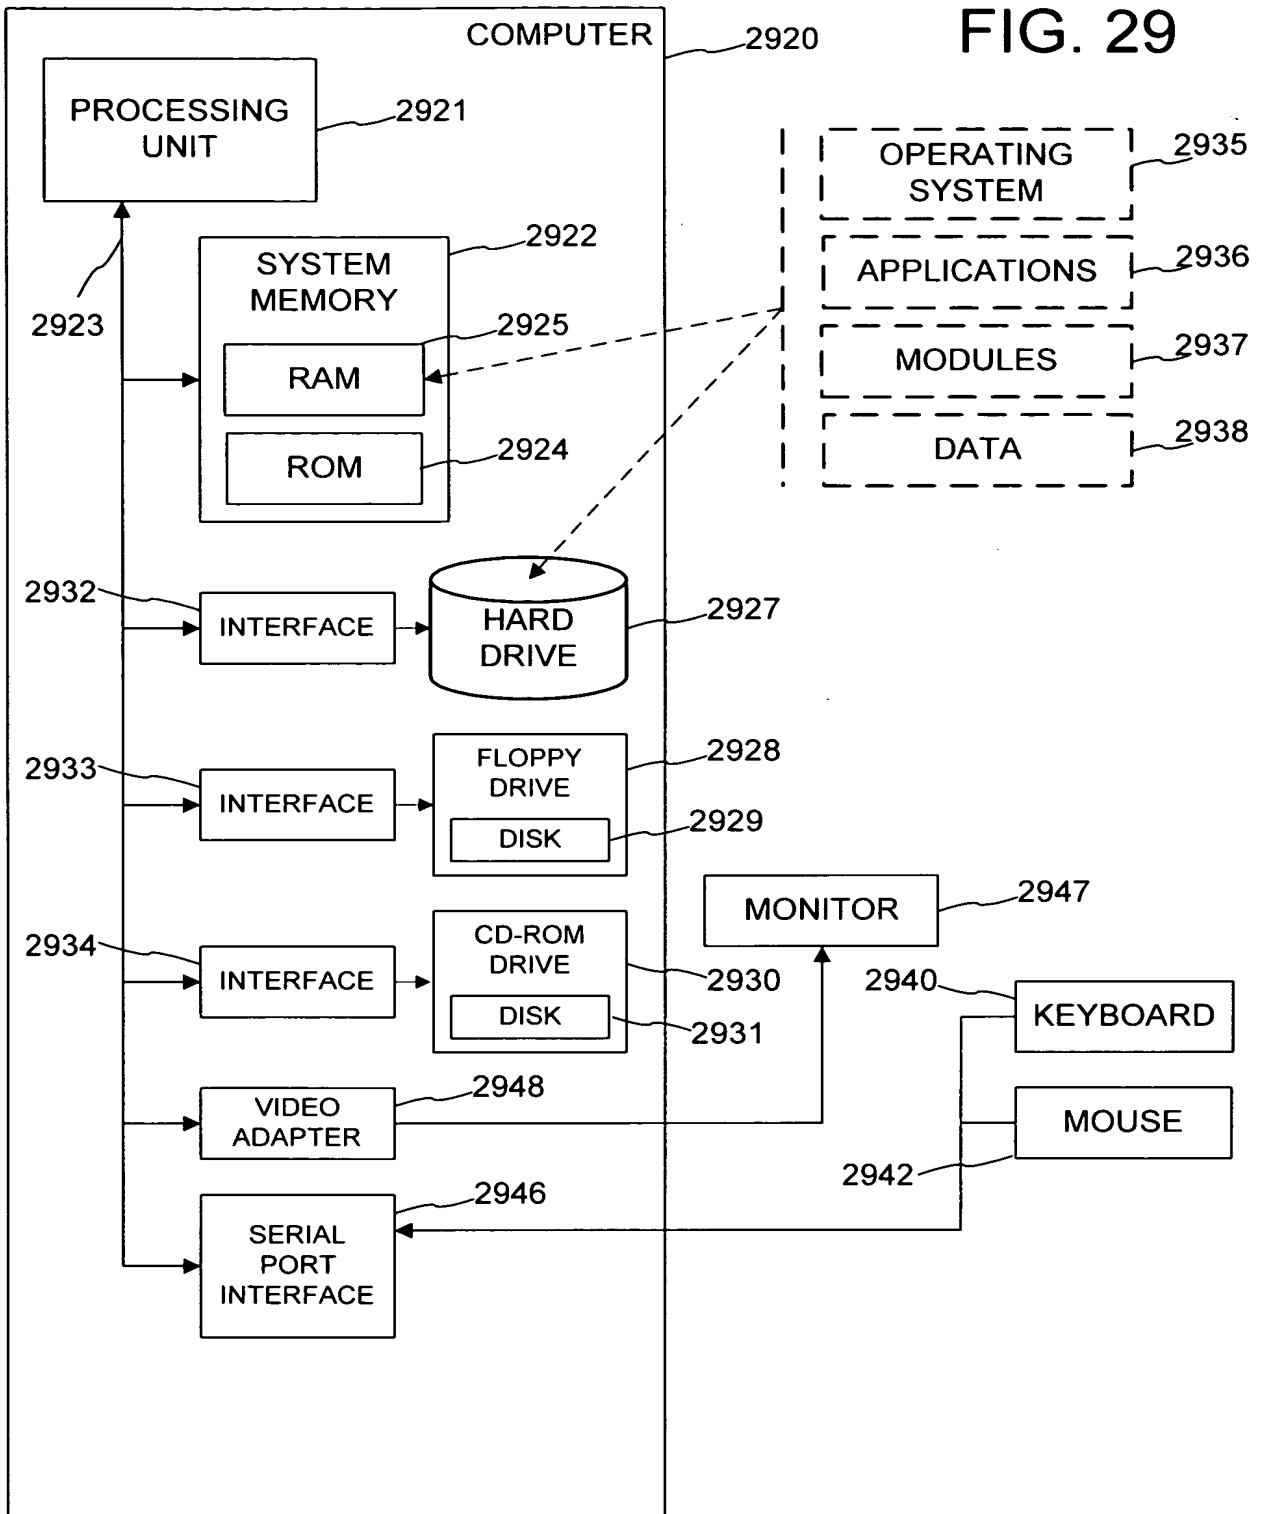 FIG. 29
COMPUTER
2920
PROCESSING
UNIT
2921
2923
SYSTEM
MEMORY
2922
RAM
2925
ROM
2924
OPERATING
SYSTEM
2935
APPLICATIONS
2936
MODULES
2937
DATA
2938
2932
INTERFACE
HARD
DRIVE
2927
2933
INTERFACE
FLOPPY
DRIVE
2928
DISK
2929
2934
INTERFACE
CD-ROM
DRIVE
2930
DISK
2931
MONITOR
2947
2940
KEYBOARD
MOUSE
2942
VIDEO
ADAPTER
2948
SERIAL
PORT
INTERFACE
2946